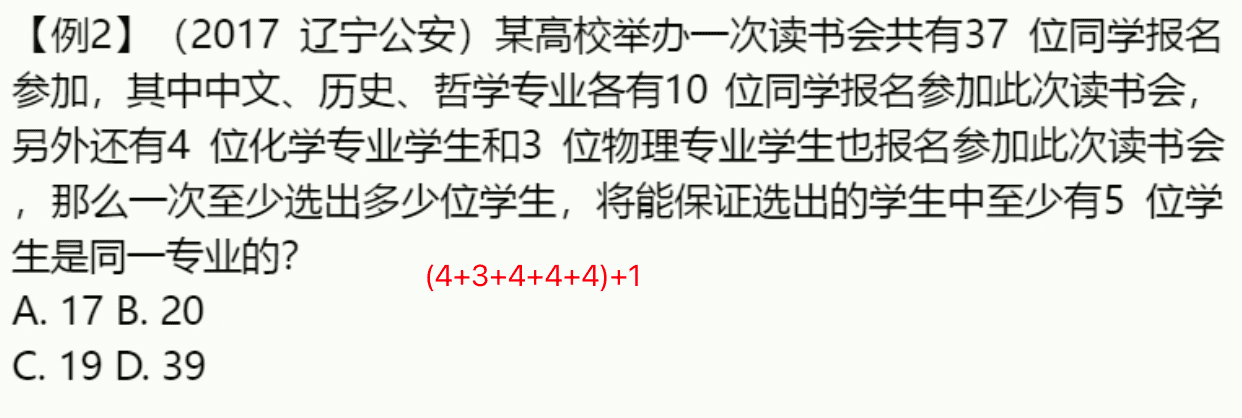 【例2】（2017 辽宁公安）某高校举办一次读书会共有37 位同学报名
参加，其中中文、历史、哲学专业各有10 位同学报名参加此次读书会，
另外还有4 位化学专业学生和3 位物理专业学生也报名参加此次读书会
，那么一次至少选出多少位学生，将能保证选出的学生中至少有5 位学
生是同一专业的？
(4+3+4+4+4)+1
A. 17 B. 20
C. 19 D. 39